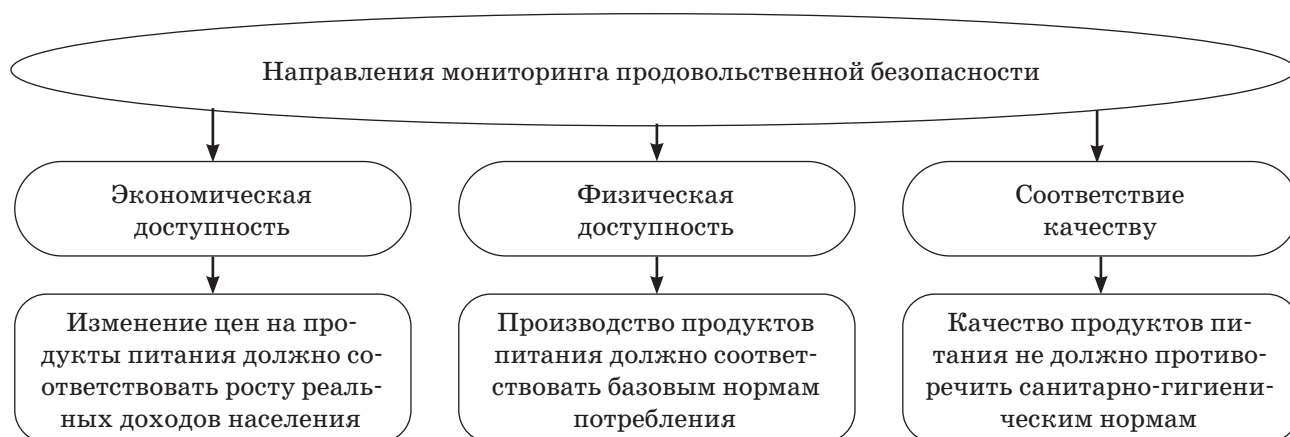 Направления мониторинга продовольственной безопасности
Экономическая
доступность
Физическая
доступность
Соответствие
качеству
Изменение цен на про-
дукты питания должно со-
ответствовать росту реаль-
ных доходов населения
Производство продуктов
питания должно соответ-
ствовать базовым нормам
потребления
Качество продуктов пи-
тания не должно противо-
речить санитарно-гигиени-
ческим нормам